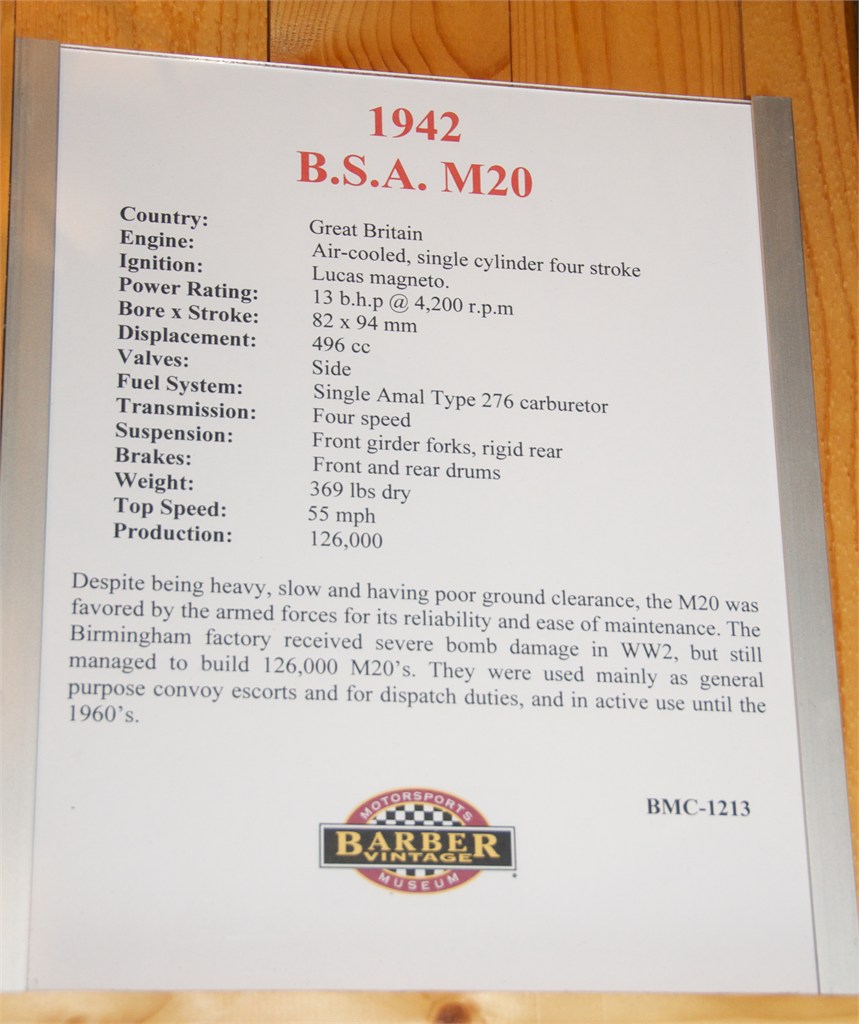 1942
B.S.A. M20
Country: Great Britain
Engine: Air-cooled, single cylinder four stroke
Ignition: Lucas magneto.
Power Rating: 13 b.h.p @ 4,200 r.p.m
Bore x Stroke: 82 x 94 mm
Displacement: 496 cc
Valves: Side
Fuel System: Single Amal Type 276 carburetor
Transmission: Four speed
Suspension: Front girder forks, rigid rear
Brakes: Front and rear drums
Weight: 369 lbs dry
Top Speed: 55 mph
Production: 126,000
Despite being heavy, slow and having poor ground clearance, the M20 was
favored by the armed forces for its reliability and ease of maintenance. The
Birmingham factory received severe bomb damage in WW2, but still
managed to build 126,000 M20's. They were used mainly as general
purpose convoy escorts and for dispatch duties, and in active use until the
1960's.
BMC-1213
MOTORSPORTS
BARBER
VINTAGE
MUSEUM